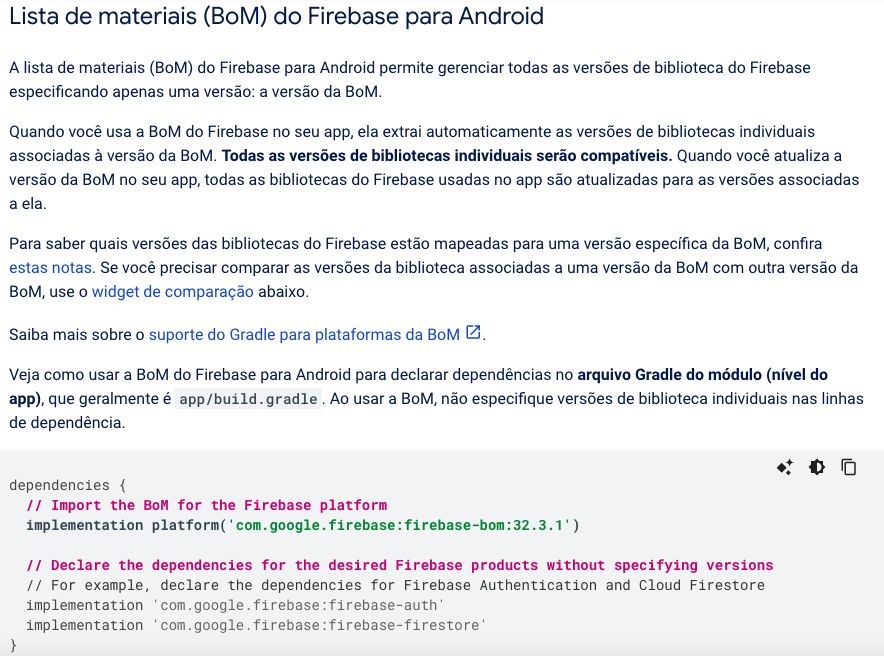 Lista de materiais (BoM) do Firebase para Android
A lista de materiais (BoM) do Firebase para Android permite gerenciar todas as versões de biblioteca do Firebase
especificando apenas uma versão: a versão da BoM.
Quando você usa a BoM do Firebase no seu app, ela extrai automaticamente as versões de bibliotecas individuais
associadas à versão da BoM. Todas as versões de bibliotecas individuais serão compatíveis. Quando você atualiza a
versão da BoM no seu app, todas as bibliotecas do Firebase usadas no app são atualizadas para as versões associadas
a ela.
Para saber quais versões das bibliotecas do Firebase estão mapeadas para uma versão específica da BoM, confira
estas notas. Se você precisar comparar as versões da biblioteca associadas a uma versão da BoM com outra versão da
BoM, use o widget de comparação abaixo.
Saiba mais sobre o suporte do Gradle para plataformas da BoM.
Veja como usar a BoM do Firebase para Android para declarar dependências no arquivo Gradle do módulo (nível do
app), que geralmente é app/build.gradle. Ao usar a BoM, não especifique versões de biblioteca individuais nas linhas
de dependência.
dependencies {
  // Import the BoM for the Firebase platform
  implementation platform('com.google.firebase:firebase-bom:32.3.1')
  // Declare the dependencies for the desired Firebase products without specifying versions
  // For example, declare the dependencies for Firebase Authentication and Cloud Firestore
  implementation 'com.google.firebase:firebase-auth'
  implementation 'com.google.firebase:firebase-firestore'
}